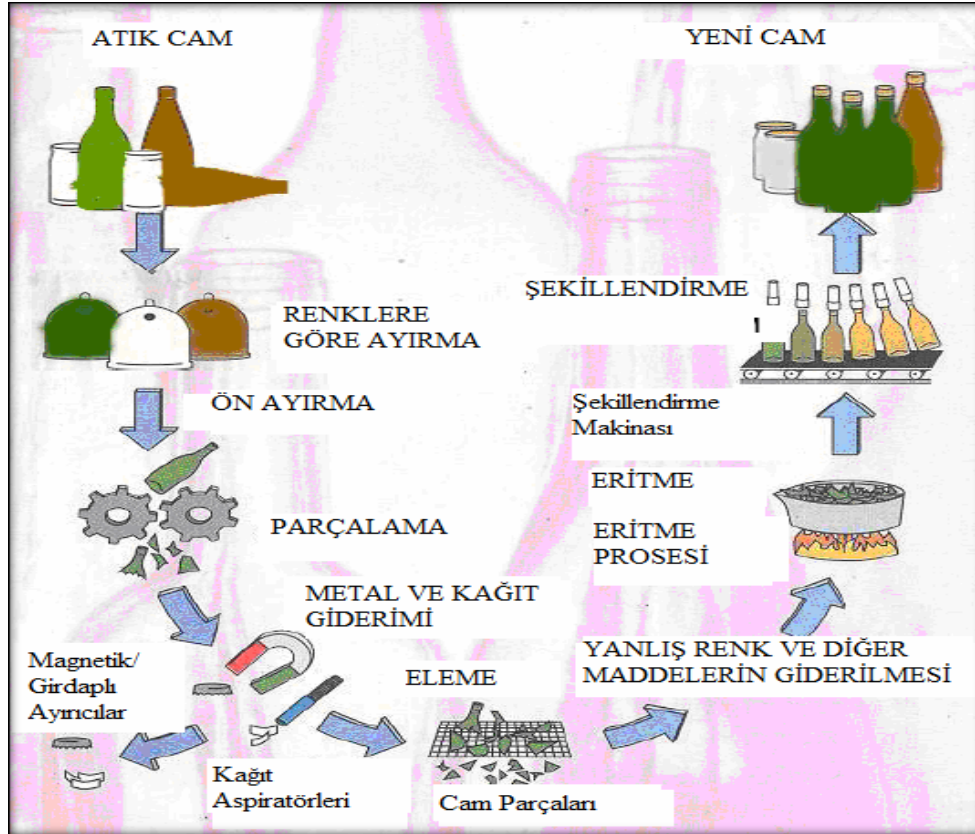 ATIK CAM
YENİ CAM
RENKLERE
GÖRE AYIRMA
ÖN AYIRMA
PARÇALAMA
METAL VE KAĞIT
GİDERİMİ
Magnetik/
Girdaplı
Ayırıcılar
Kağıt
Aspiratörleri
ELEME
Cam Parçaları
YANLIŞ RENK VE DİĞER
MADDELERİN GİDERİLMESİ
ERİTME
ERİTME
PROSESİ
Şekillendirme
Makinası
ŞEKİLLENDİRME